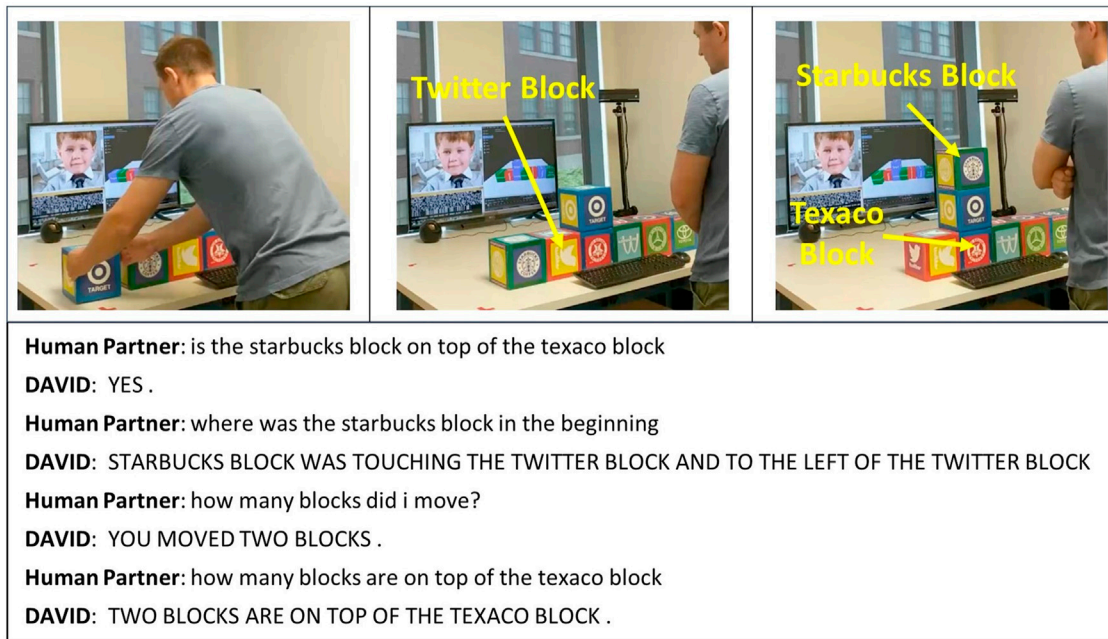 Twitter Block
Starbucks Block
Texaco
Block
TARGET
TARGET
TARGET
Twitter
Human Partner: is the starbucks block on top of the texaco block
DAVID: YES .
Human Partner: where was the starbucks block in the beginning
DAVID: STARBUCKS BLOCK WAS TOUCHING THE TWITTER BLOCK AND TO THE LEFT OF THE TWITTER BLOCK
Human Partner: how many blocks did i move?
DAVID: YOU MOVED TWO BLOCKS .
Human Partner: how many blocks are on top of the texaco block
DAVID: TWO BLOCKS ARE ON TOP OF THE TEXACO BLOCK .